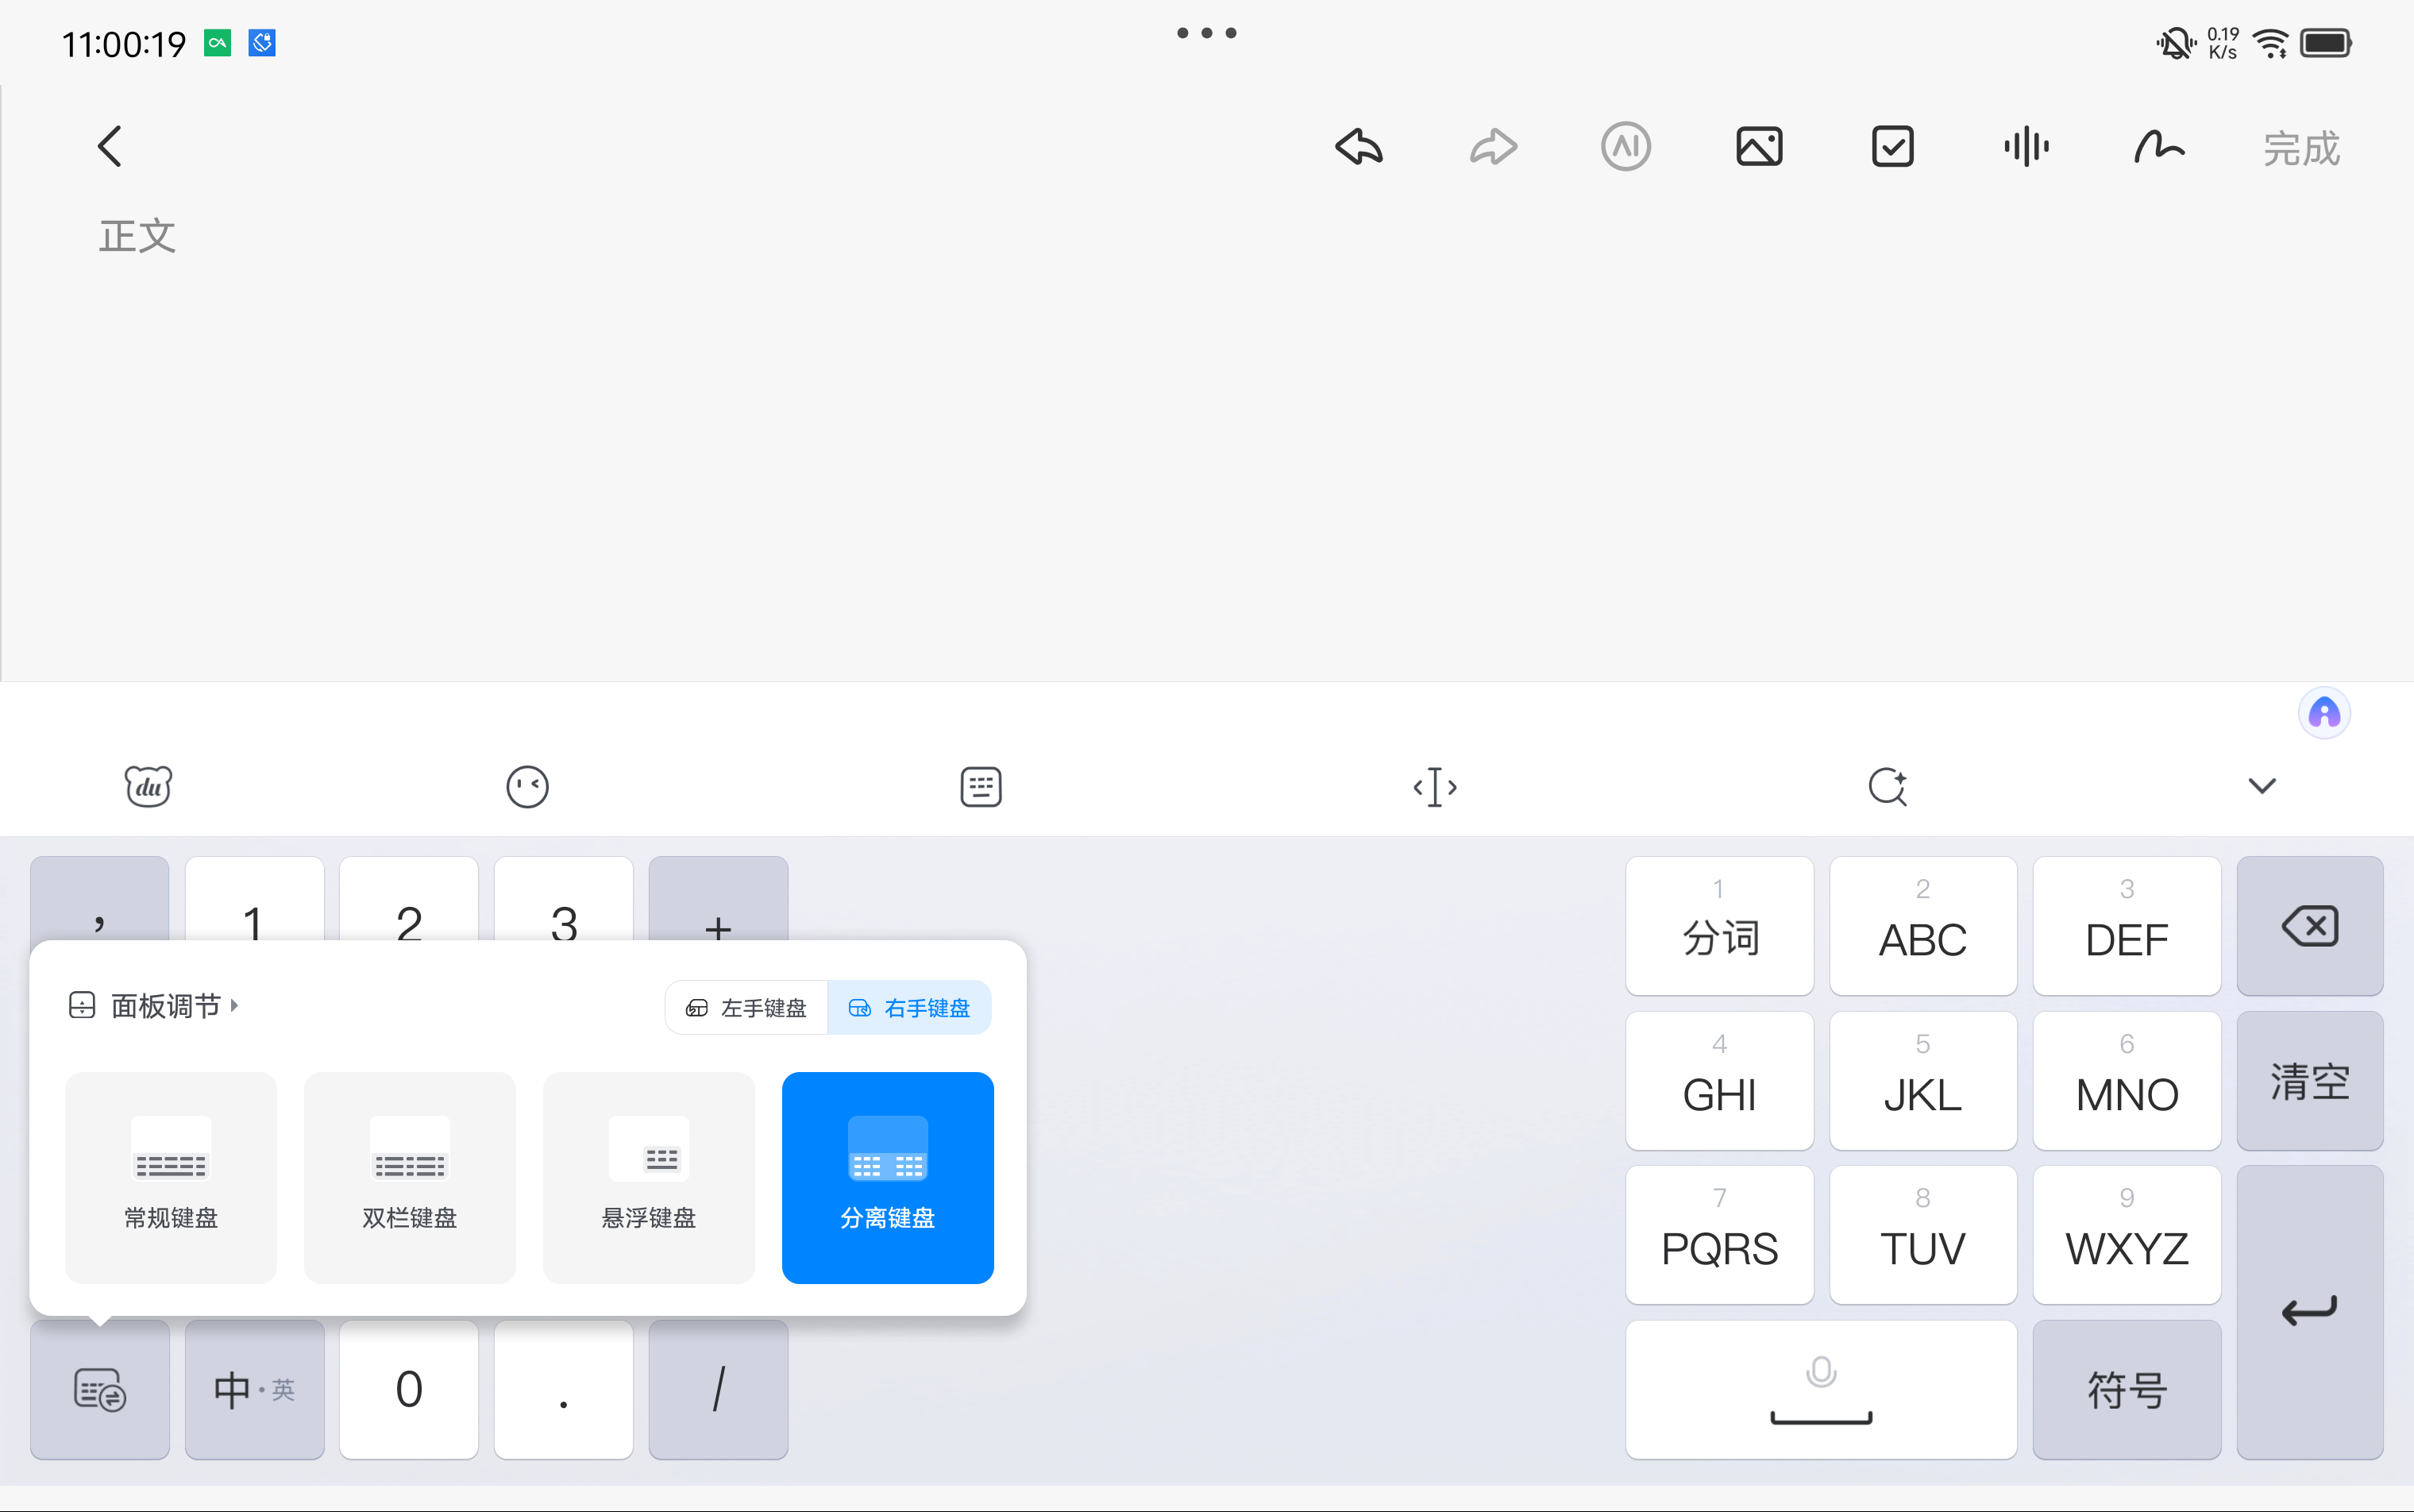 11:00:19
0.19
K/s
AI
完成
正文
du
, 1 2 3 +
1 分词
2 ABC
3 DEF
面板调节
左手键盘 右手键盘
4 GHI
5 JKL
6 MNO
清空
常规键盘 双栏键盘 悬浮键盘 分离键盘
7 PQRS
8 TUV
9 WXYZ
中·英 0 . /
符号